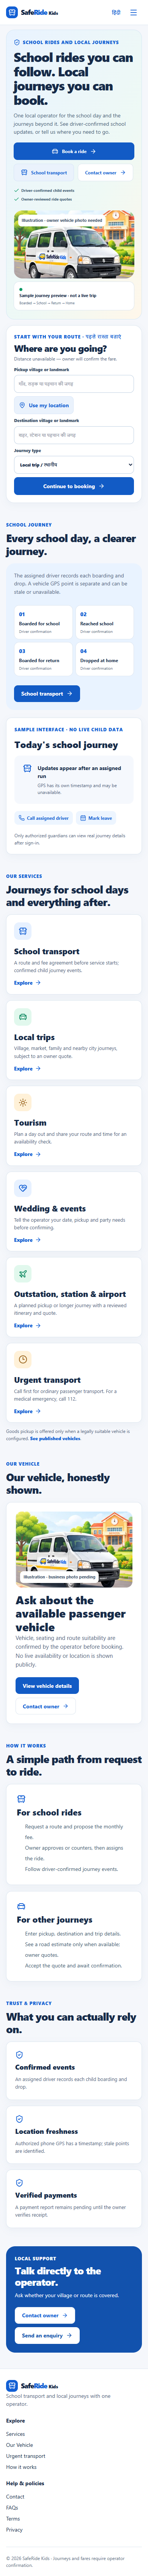 SafeRide Kids
हिंदी
SCHOOL RIDES AND LOCAL JOURNEYS
School rides you
can follow. Local
journeys you can
book.
One local operator for the school day and the
journeys beyond it. See driver-confirmed school
updates, or tell us where you need to go.
Book a ride
School transport
Contact owner
Driver-confirmed child events
Owner-reviewed ride quotes
Illustration · owner vehicle photo needed
Sample journey preview · not a live trip
Boarded → School → Return → Home
START WITH YOUR ROUTE · पहले रास्ता बताएं
Where are you going?
Distance unavailable — owner will confirm the fare.
Pickup village or landmark
गाँव, सड़क या पहचान की जगह
Use my location
Destination village or landmark
शहर, स्टेशन या पहचान की जगह
Journey type
Local trip / स्थानीय
Continue to booking
SCHOOL JOURNEY
Every school day, a clearer
journey.
The assigned driver records each boarding and
drop. A vehicle GPS point is separate and can be
stale or unavailable.
01
Boarded for school
Driver confirmation
02
Reached school
Driver confirmation
03
Boarded for return
Driver confirmation
04
Dropped at home
Driver confirmation
School transport
SAMPLE INTERFACE · NO LIVE CHILD DATA
Today's school journey
Updates appear after an assigned
run
GPS has its own timestamp and may be
unavailable.
Call assigned driver
Mark leave
Only authorized guardians can view real journey details
after sign-in.
OUR SERVICES
Journeys for school days
and everything after.
School transport
A route and fee agreement before service starts;
confirmed child journey events.
Explore
Local trips
Village, market, family and nearby city journeys,
subject to an owner quote.
Explore
Tourism
Plan a day out and share your route and time for an
availability check.
Explore
Wedding & events
Tell the operator your date, pickup and party needs
before confirming.
Explore
Outstation, station & airport
A planned pickup or longer journey with a reviewed
itinerary and quote.
Explore
Urgent transport
Call first for ordinary passenger transport. For a
medical emergency, call 112.
Explore
Goods pickup is offered only when a legally suitable vehicle is
configured. See published vehicles
OUR VEHICLE
Our vehicle, honestly
shown.
Illustration · business photo pending
Ask about the
available passenger
vehicle
Vehicle, seating and route suitability are
confirmed by the operator before booking.
No live availability or location is shown
publicly.
View vehicle details
Contact owner
HOW IT WORKS
A simple path from request
to ride.
For school rides
Request a route and provide the monthly
fee.
Owner approves or counters, then assigns
the ride.
Follow driver-confirmed journey events.
For other journeys
Enter pickup, destination and trip details.
See a road estimate only when available;
owner quotes.
Accept the quote and await confirmation.
TRUST & PRIVACY
What you can actually rely
on.
Confirmed events
An assigned driver records each child boarding and
drop.
Location freshness
Authorized phone GPS has a timestamp; stale points
are identified.
Verified payments
A payment report remains pending until the owner
verifies receipt.
LOCAL SUPPORT
Talk directly to the
operator.
Ask whether your village or route is covered.
Contact owner
Send an enquiry
SafeRide Kids
School transport and local journeys with one
operator.
Explore
Services
Our Vehicle
Urgent transport
How it works
Help & policies
Contact
FAQs
Terms
Privacy
© 2026 SafeRide Kids · Journeys and fares require operator
confirmation.